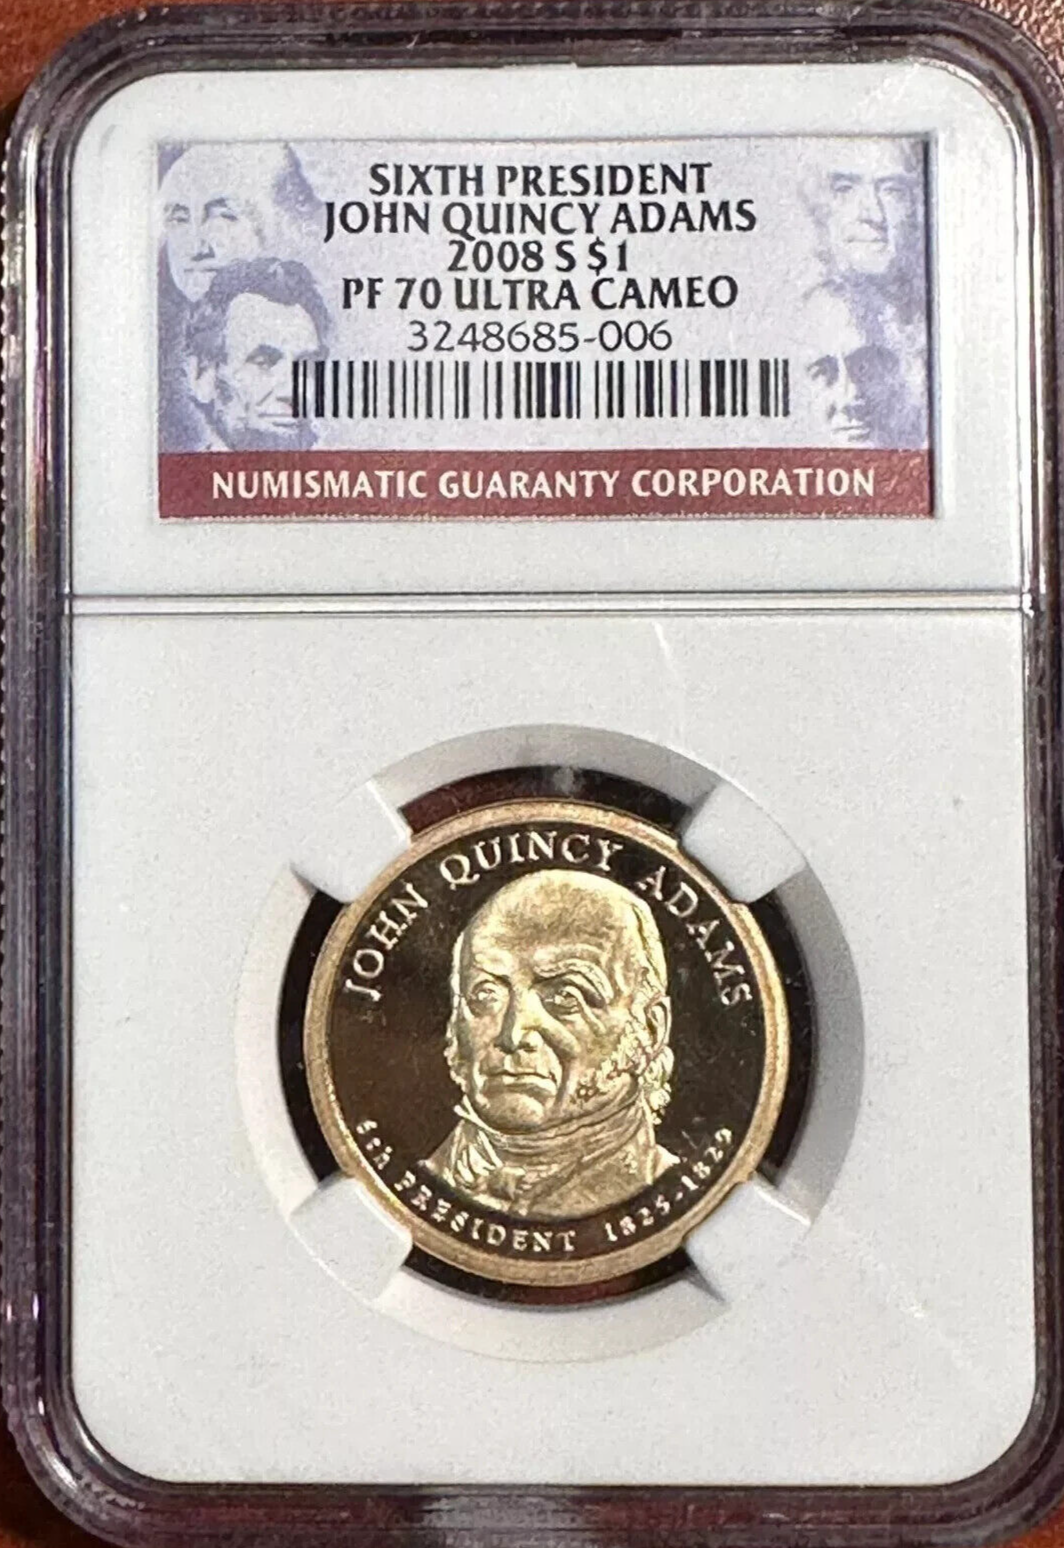 SIXTH PRESIDENT
JOHN QUINCY ADAMS
2008 S $1
PF 70 ULTRA CAMEO
3248685-006
NUMISMATIC GUARANTY CORPORATION
JOHN QUINCY ADAMS
6th PRESIDENT 1825-1829